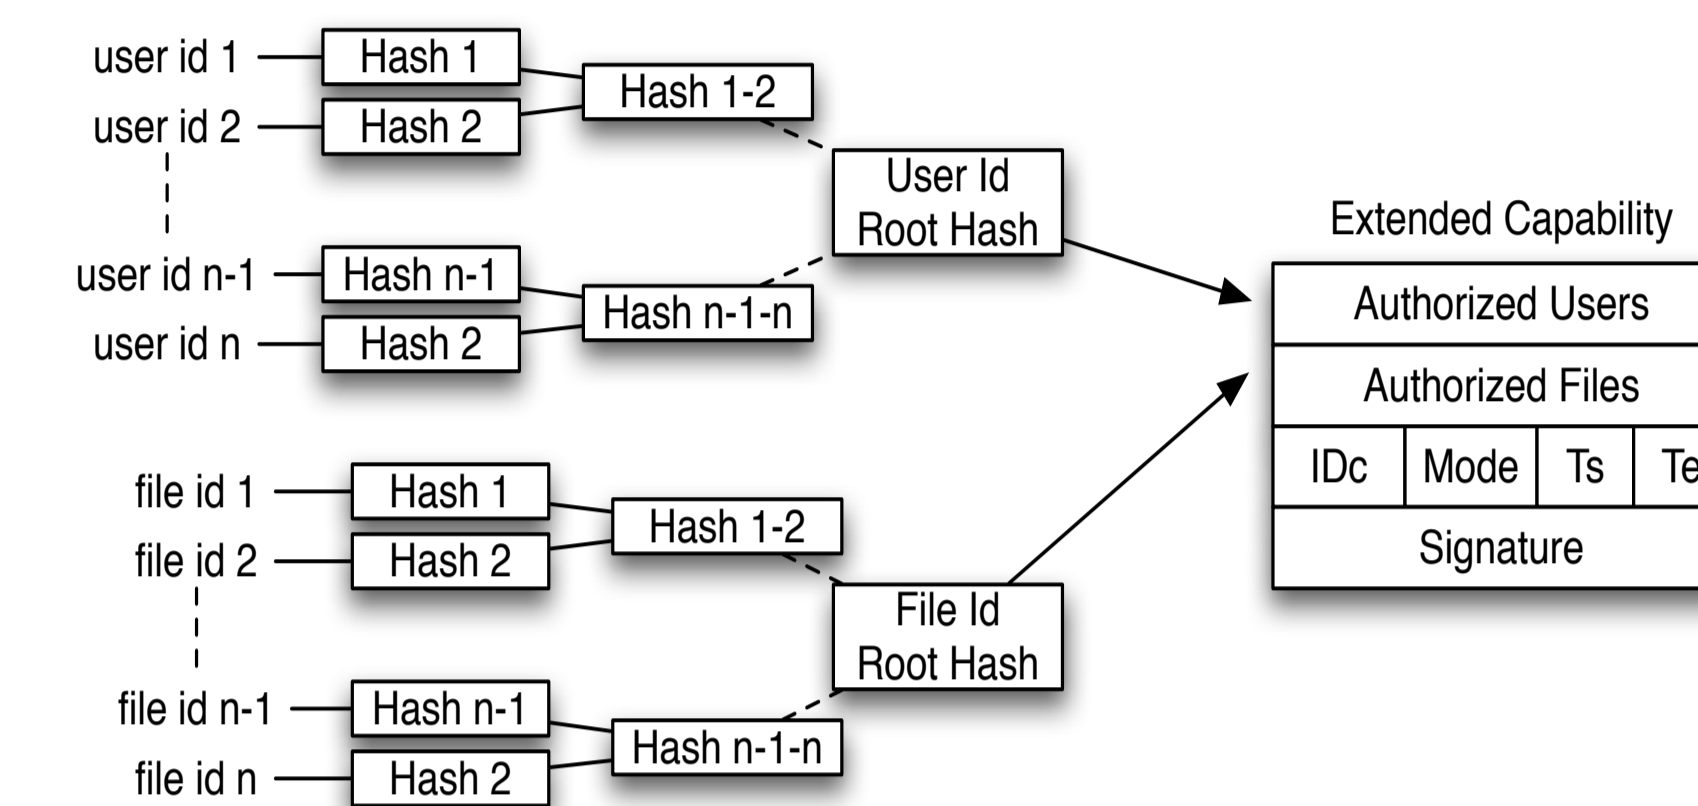 user id 1
Hash 1
Hash 1-2
user id 2
Hash 2
User Id
Root Hash
user id n-1
Hash n-1
Hash n-1-n
user id n
Hash 2
Extended Capability
Authorized Users
Authorized Files
IDc Mode Ts Te
Signature
file id 1
Hash 1
Hash 1-2
file id 2
Hash 2
File Id
Root Hash
file id n-1
Hash n-1
Hash n-1-n
file id n
Hash 2